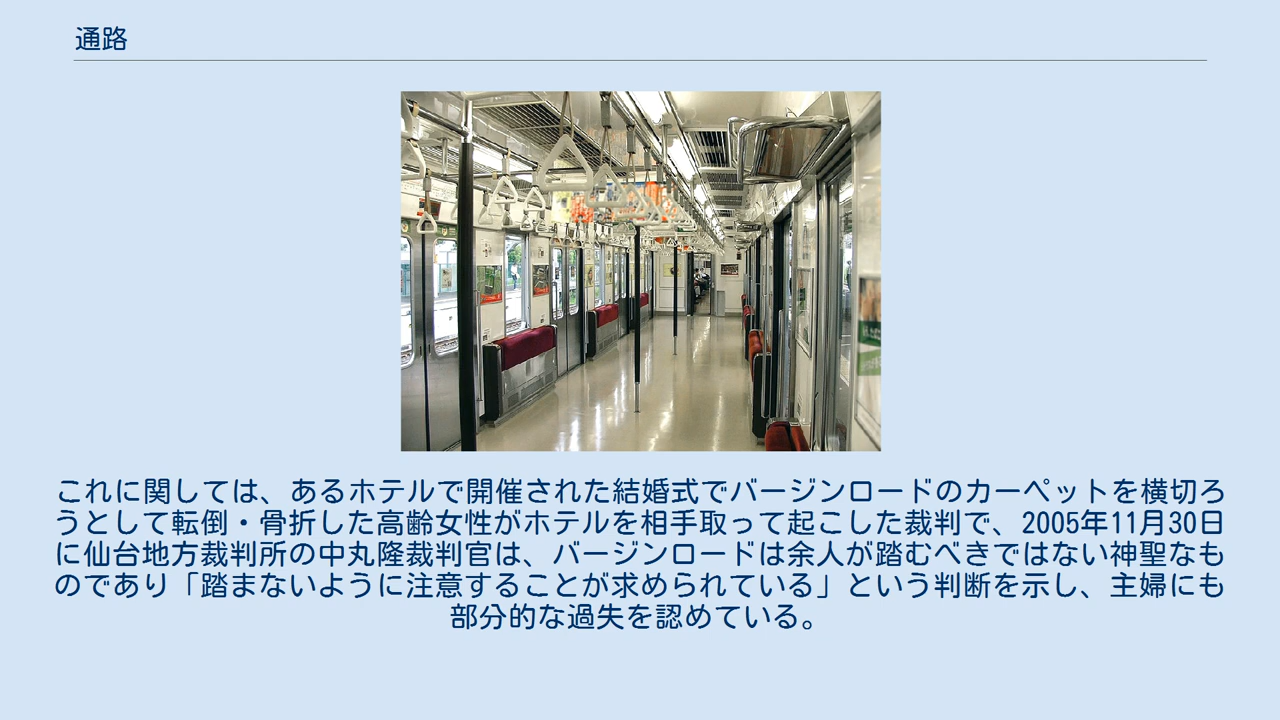 通路
これに関しては、あるホテルで開催された結婚式でバージンロードのカーペットを横切ろ
うとして転倒・骨折した高齢女性がホテルを相手取って起こした裁判で、2005年11月30日
に仙台地方裁判所の中丸隆裁判官は、バージンロードは余人が踏むべきではない神聖なも
のであり「踏まないように注意することが求められている」という判断を示し、主婦にも
部分的な過失を認めている。